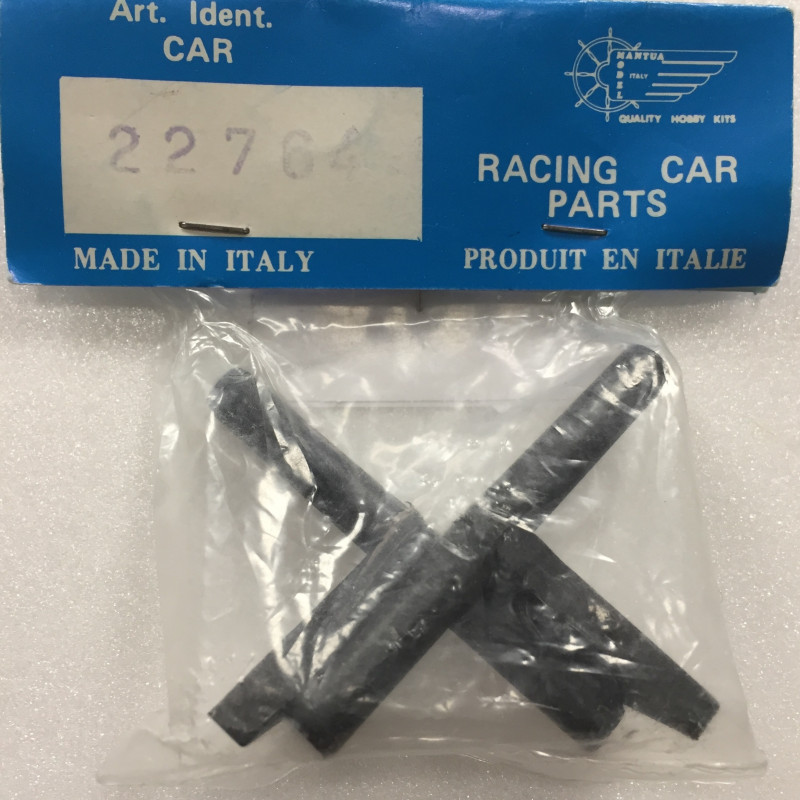 Art. Ident.
CAR
22764
MADE IN ITALY
MANTUA
MODEL
ITALY
QUALITY HOBBY KITS
RACING CAR
PARTS
PRODUIT EN ITALIE